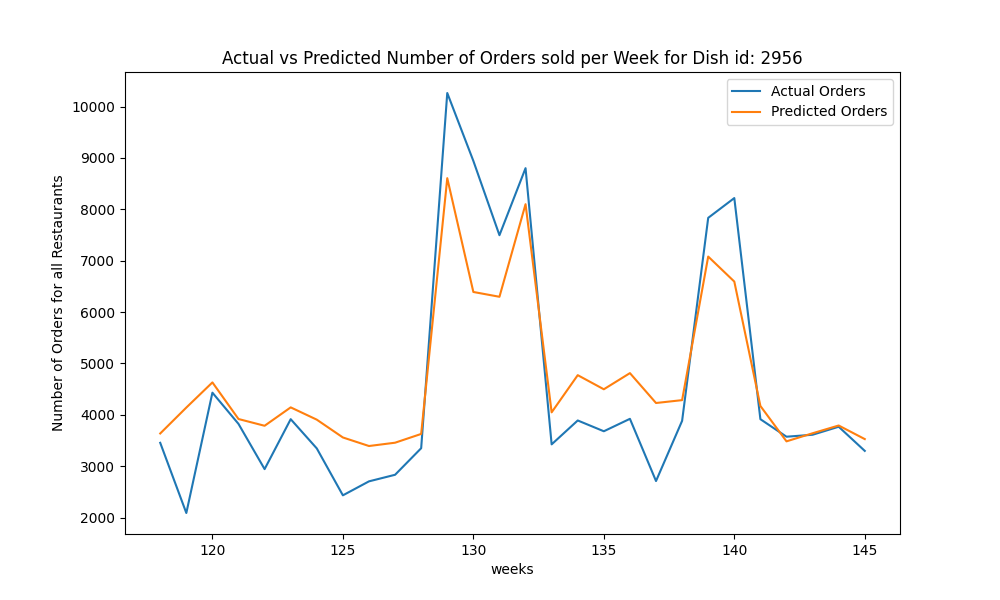 Actual vs Predicted Number of Orders sold per Week for Dish id: 2956
Actual Orders
Predicted Orders
Number of Orders for all Restaurants
10000
9000
8000
7000
6000
5000
4000
3000
2000
120 125 130 135 140 145
weeks